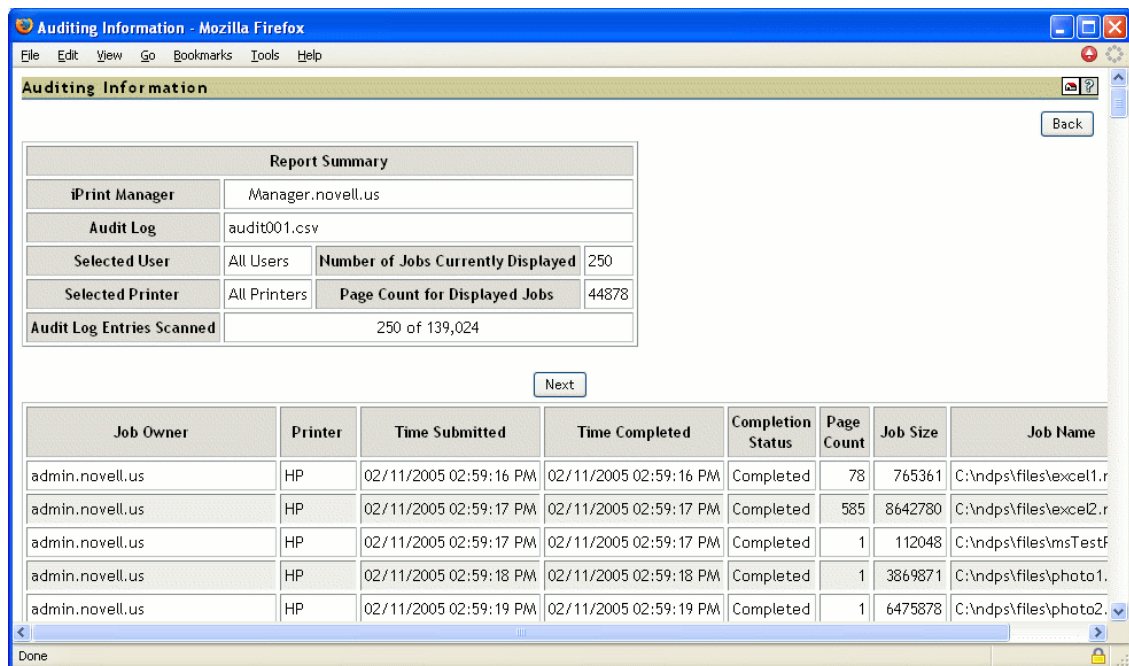 Auditing Information - Mozilla Firefox
File Edit View Go Bookmarks Tools Help
Auditing Information
Back
Report Summary
iPrint Manager Manager.novell.us
Audit Log audit001.csv
Selected User All Users Number of Jobs Currently Displayed 250
Selected Printer All Printers Page Count for Displayed Jobs 44878
Audit Log Entries Scanned 250 of 139,024
Next
Job Owner Printer Time Submitted Time Completed Completion Status Page Count Job Size Job Name
admin.novell.us HP 02/11/2005 02:59:16 PM 02/11/2005 02:59:16 PM Completed 78 765361 C:\ndps\files\excel1.r
admin.novell.us HP 02/11/2005 02:59:17 PM 02/11/2005 02:59:17 PM Completed 585 8642780 C:\ndps\files\excel2.r
admin.novell.us HP 02/11/2005 02:59:17 PM 02/11/2005 02:59:17 PM Completed 1 112048 C:\ndps\files\msTestF
admin.novell.us HP 02/11/2005 02:59:18 PM 02/11/2005 02:59:18 PM Completed 1 3869871 C:\ndps\files\photo1.
admin.novell.us HP 02/11/2005 02:59:19 PM 02/11/2005 02:59:19 PM Completed 1 6475878 C:\ndps\files\photo2.
Done